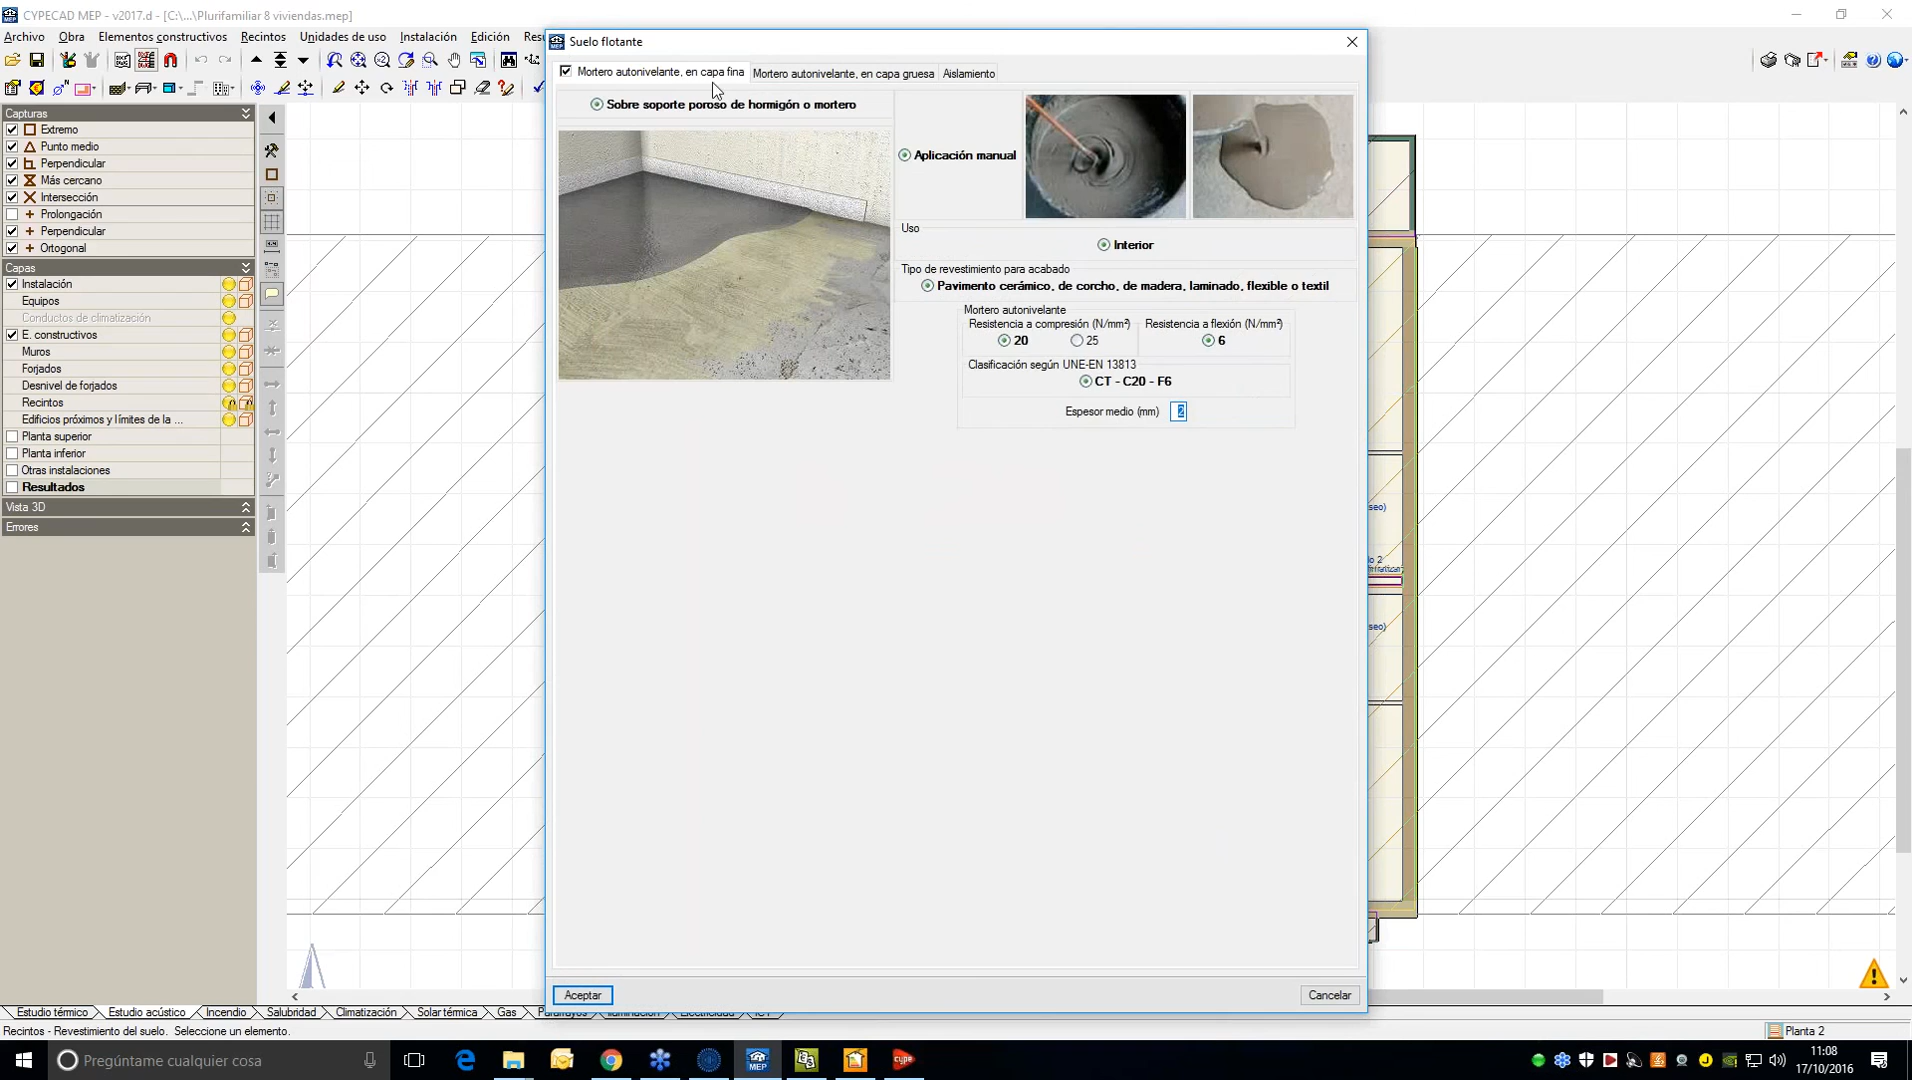 CYPECAD MEP - v2017.d - [C:\...\Plurifamiliar 8 viviendas.mep]
Archivo Obra Elementos constructivos Recintos Unidades de uso Instalación Edición
Suelo flotante
Mortero autonivelante, en capa fina Mortero autonivelante, en capa gruesa Aislamiento
Sobre soporte poroso de hormigón o mortero
Aplicación manual
Uso
Interior
Tipo de revestimiento para acabado
Pavimento cerámico, de corcho, de madera, laminado, flexible o textil
Mortero autonivelante
Resistencia a compresión (N/mm²) Resistencia a flexión (N/mm²)
20 25 6
Clasificación según UNE-EN 13813
CT - C20 - F6
Espesor medio (mm) 2
Aceptar Cancelar
Capturas
Extremo
Punto medio
Perpendicular
Más cercano
Intersección
Prolongación
Perpendicular
Ortogonal
Capas
Instalación
Equipos
Conductos de climatización
E. constructivos
Muros
Forjados
Desnivel de forjados
Recintos
Edificios próximos y límites de la ...
Planta superior
Planta inferior
Otras instalaciones
Resultados
Vista 3D
Errores
Estudio térmico Estudio acústico Incendio Salubridad Climatización Solar térmica Gas
Recintos - Revestimiento del suelo. Seleccione un elemento.
Planta 2
Pregúntame cualquier cosa
MEP
cype
11:08
17/10/2016